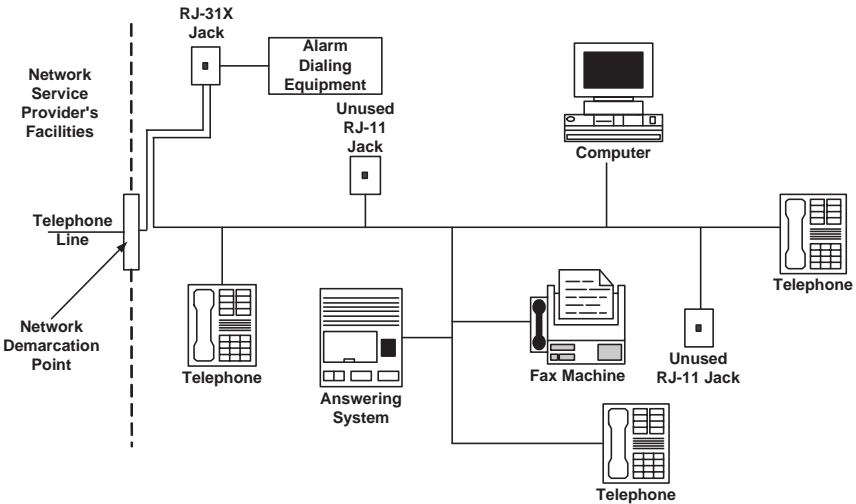 RJ-31X
Jack
Alarm
Dialing
Equipment
Network
Service
Provider's
Facilities
Unused
RJ-11
Jack
Computer
Telephone
Line
Telephone
Network
Demarcation
Point
Telephone
Answering
System
Fax Machine
Unused
RJ-11 Jack
Telephone